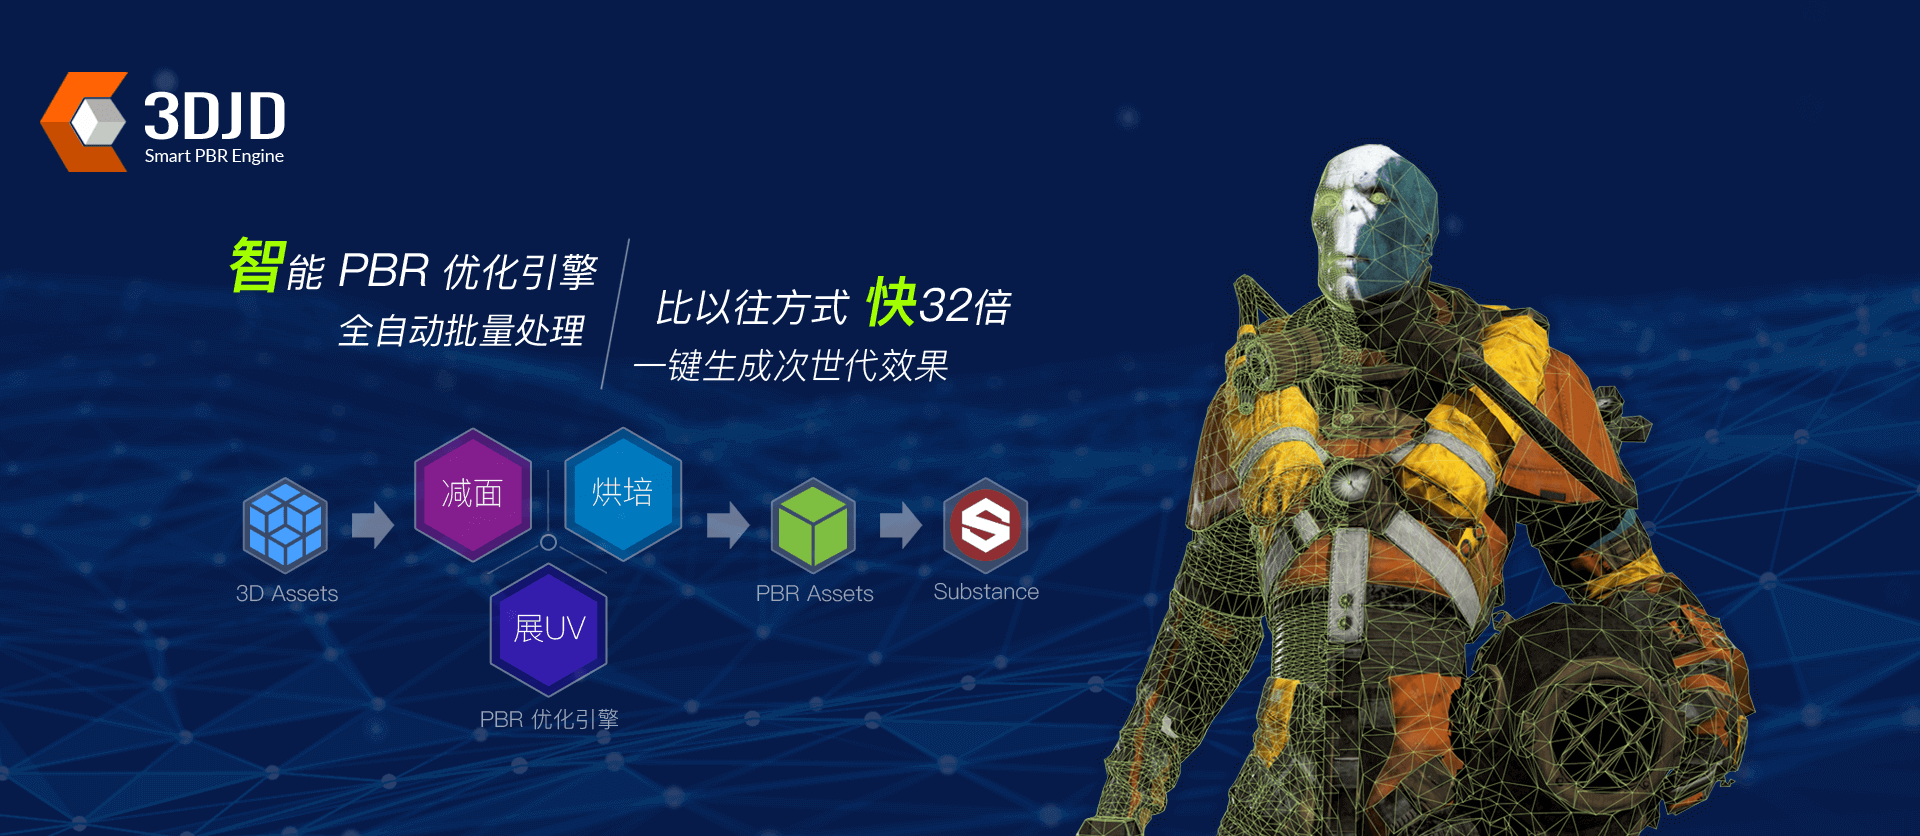 3DJD
Smart PBR Engine
智能 PBR 优化引擎
全自动批量处理
比以往方式 快32倍
一键生成次世代效果
减面
烘培
展UV
3D Assets
PBR 优化引擎
PBR Assets
Substance